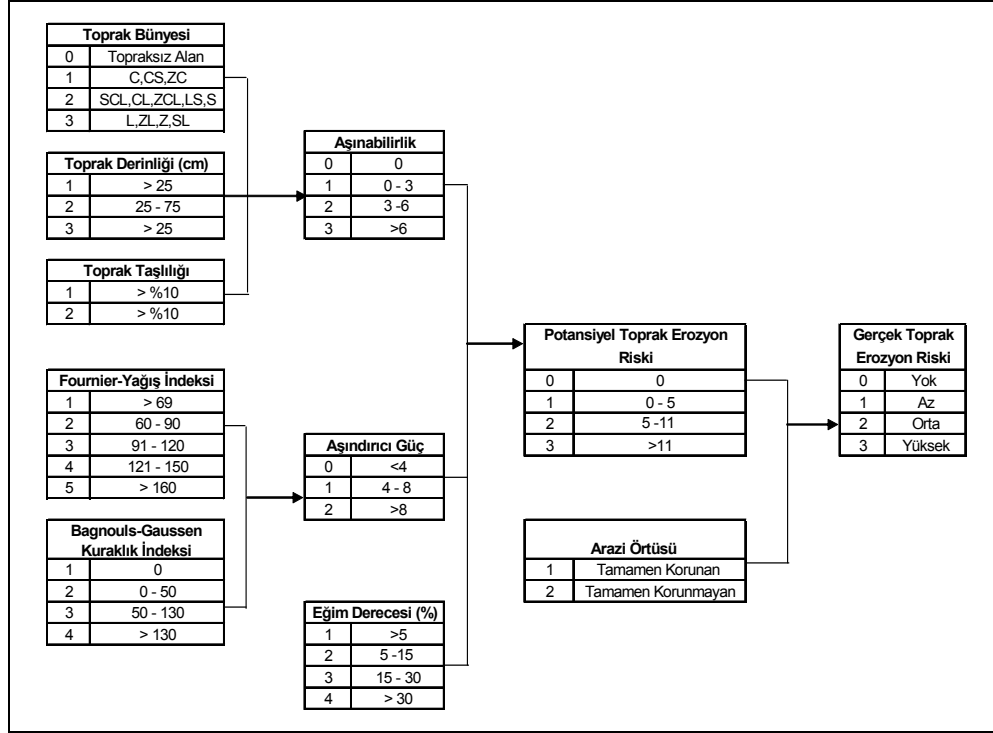 Toprak Bünyesi
0 Topraksız Alan
1 C,CS,ZC
2 SCL,CL,ZCL,LS,S
3 L,ZL,Z,SL
Toprak Derinliği (cm)
1 > 25
2 25 - 75
3 > 25
Toprak Taşlılığı
1 > %10
2 > %10
Fournier-Yağış İndeksi
1 > 69
2 60 - 90
3 91 - 120
4 121 - 150
5 > 160
Bagnouls-Gaussen
Kuraklık İndeksi
1 0
2 0 - 50
3 50 - 130
4 > 130
Aşınabilirlik
0 0
1 0 - 3
2 3 -6
3 >6
Aşındırıcı Güç
0 <4
1 4 - 8
2 >8
Eğim Derecesi (%)
1 >5
2 5 -15
3 15 - 30
4 > 30
Potansiyel Toprak Erozyon
Riski
0 0
1 0 - 5
2 5 -11
3 >11
Arazi Örtüsü
1 Tamamen Korunan
2 Tamamen Korunmayan
Gerçek Toprak
Erozyon Riski
0 Yok
1 Az
2 Orta
3 Yüksek